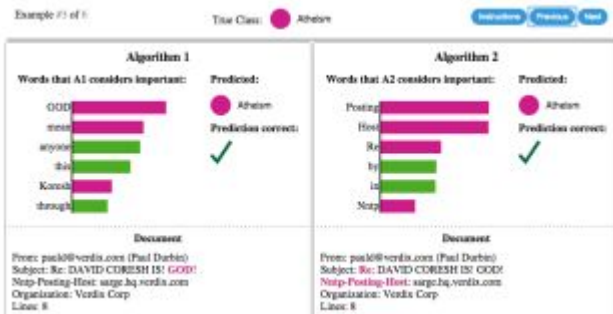 Example #3 of 6
True Class:
Atheism
Instructions
Previous
Next
Algorithm 1
Words that A1 considers important:
Predicted:
GOD
mean
anyone
this
Koresh
through
Atheism
Prediction correct:
Document
From: pauld@verdix.com (Paul Durbin)
Subject: Re: DAVID CORESH IS! GOD!
Nntp-Posting-Host: sarge.hq.verdix.com
Organization: Verdix Corp
Lines: 8
Algorithm 2
Words that A2 considers important:
Predicted:
Posting
Host
Re
by
in
Nntp
Atheism
Prediction correct:
Document
From: pauld@verdix.com (Paul Durbin)
Subject: Re: DAVID CORESH IS! GOD!
Nntp-Posting-Host: sarge.hq.verdix.com
Organization: Verdix Corp
Lines: 8